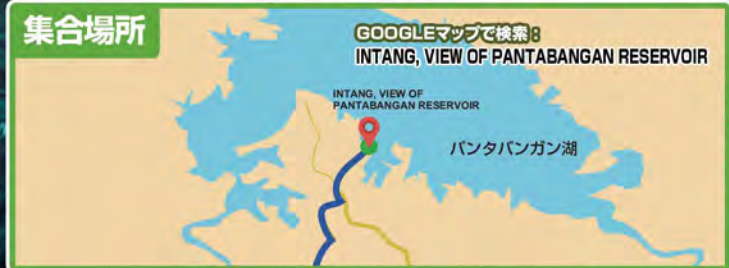 集合場所
GOOGLEマップで検索：
INTANG, VIEW OF PANTABANGAN RESERVOIR
INTANG, VIEW OF
PANTABANGAN RESERVOIR
パンタバンガン湖